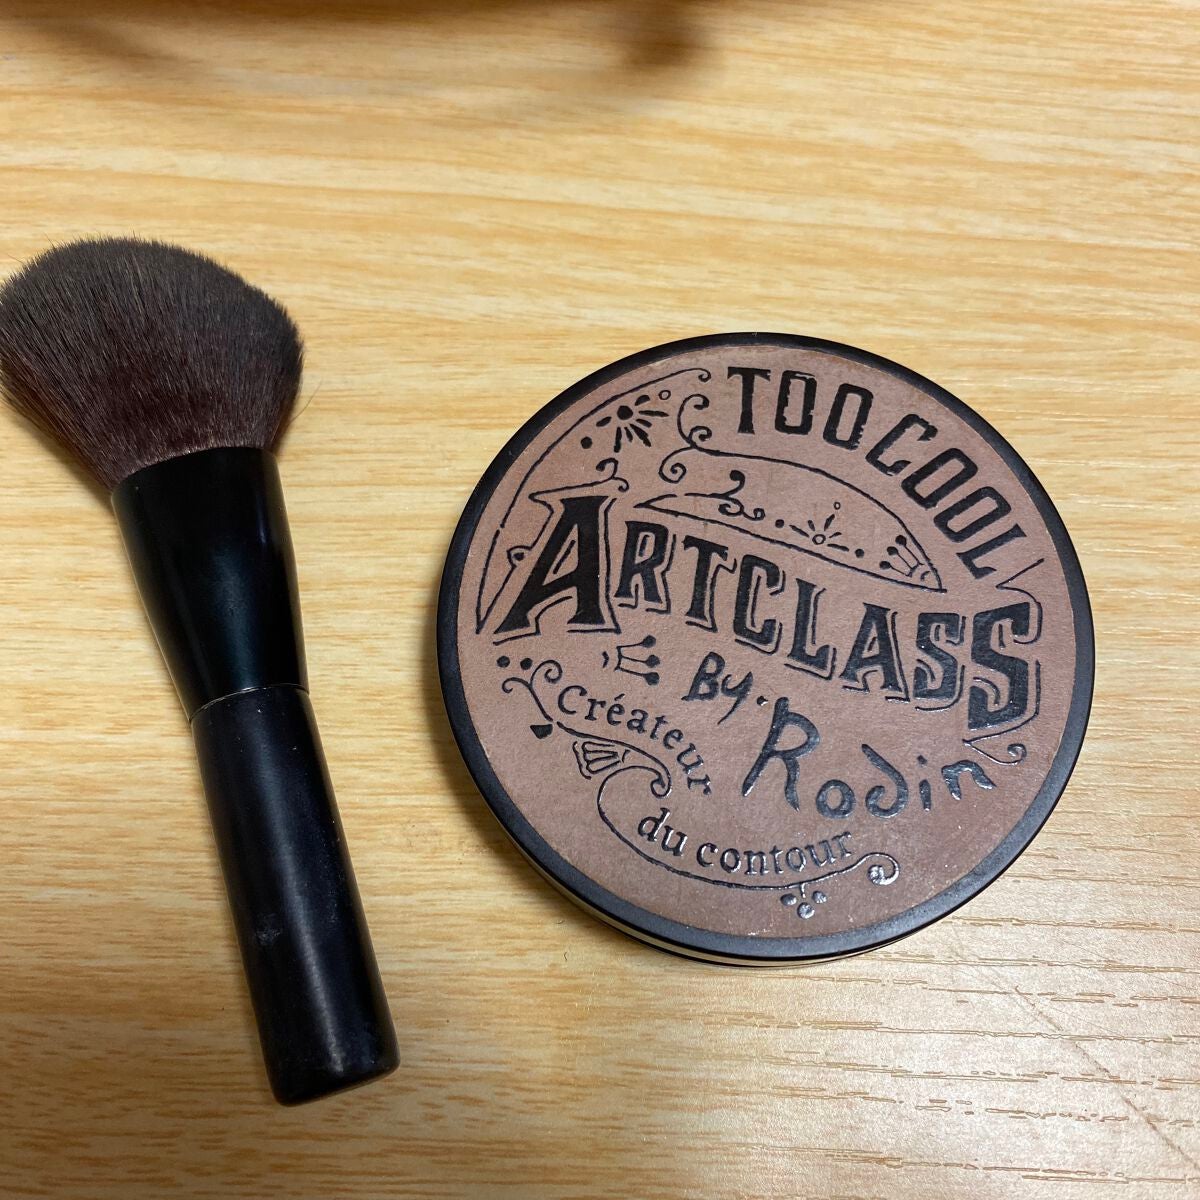 TOO COOL
ARTCLASS
By. Rodin
Créateur
du contour